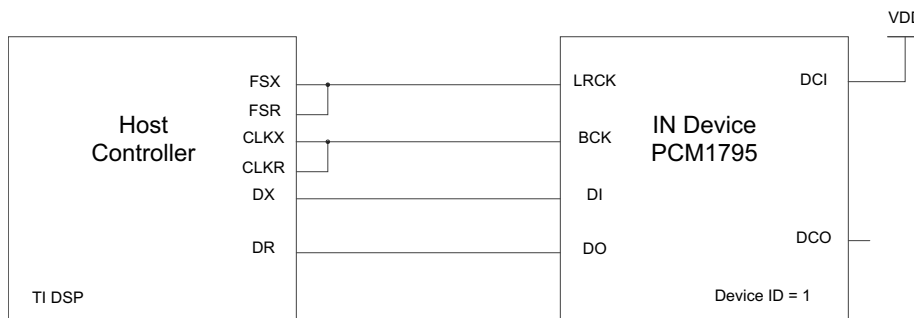 VDD
FSX
FSR
CLKX
CLKR
DX
DR
Host
Controller
TI DSP
LRCK
BCK
DI
DO
IN Device
PCM1795
DCI
DCO
Device ID = 1